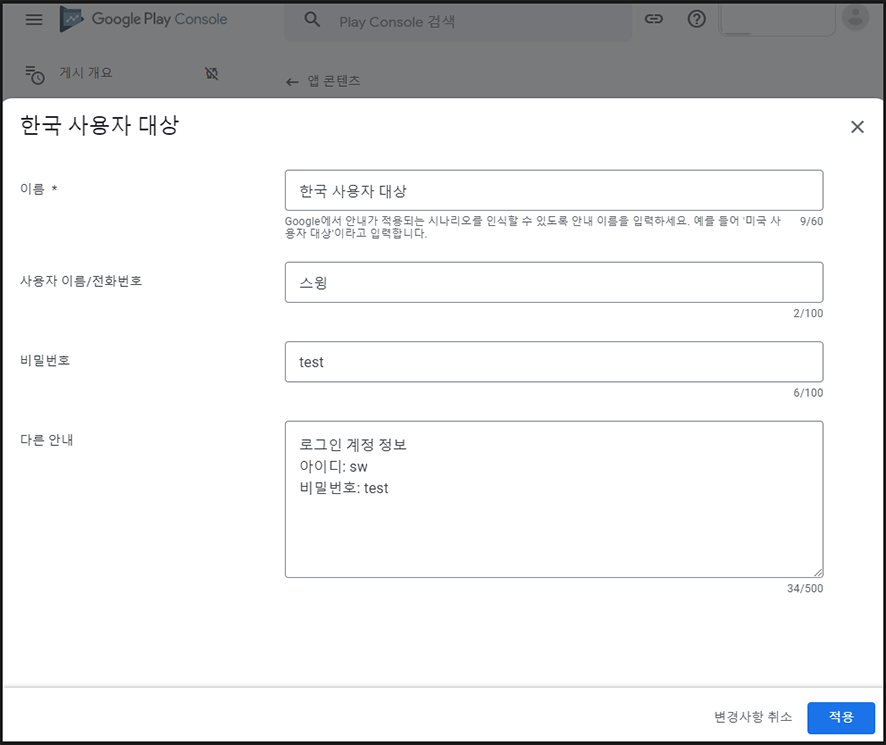 Google Play Console
Play Console 검색
게시 개요
← 앱 콘텐츠
한국 사용자 대상
이름 *
한국 사용자 대상
Google에서 안내가 적용되는 시나리오를 인식할 수 있도록 안내 이름을 입력하세요. 예를 들어 '미국 사
용자 대상'이라고 입력합니다.
9/60
사용자 이름/전화번호
스윙
2/100
비밀번호
test
6/100
다른 안내
로그인 계정 정보
아이디: sw
비밀번호: test
34/500
변경사항 취소
적용